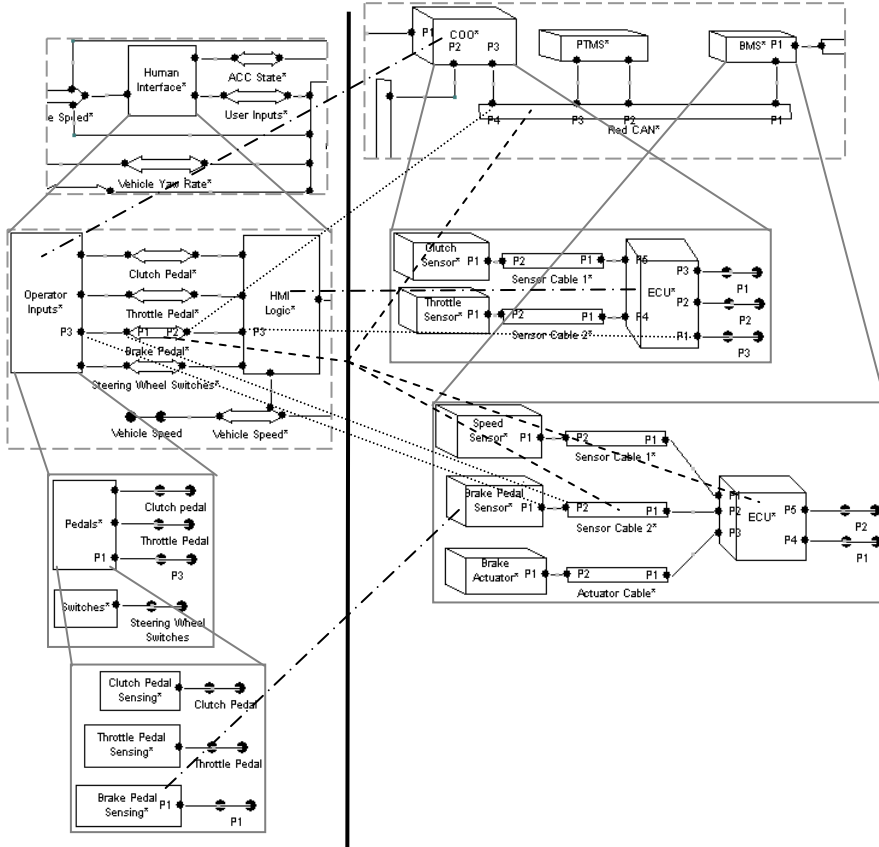 Human
Interface*
ACC State*
User Inputs*
e Speed*
Vehicle Yaw Rate*
Operator
Inputs*
P3
Clutch Pedal*
Throttle Pedal*
P1
P2
Brake Pedal*
Steering Wheel Switches*
HMI
Logic*
P3
Vehicle Speed
Vehicle Speed*
Pedals*
P1
Clutch pedal
Throttle Pedal
P3
Switches*
Steering Wheel
Switches
Clutch Pedal
Sensing*
Clutch Pedal
Throttle Pedal
Sensing*
Throttle Pedal
Brake Pedal
Sensing*
P1
P1
P1
COO*
P2
P3
PTMS*
BMS*
P1
P4
P3
P2
P1
Red CAN*
Clutch
Sensor*
P1
P2
P1
Sensor Cable 1*
P5
Throttle
Sensor*
P1
P2
P1
Sensor Cable 2*
P4
ECU*
P3
P2
P1
P1
P2
P3
Speed
Sensor*
P1
P2
P1
Sensor Cable 1*
Brake Pedal
Sensor*
P1
P2
P1
Sensor Cable 2*
Brake
Actuator*
P1
P2
P1
Actuator Cable*
P1
P2
P3
ECU*
P5
P4
P2
P1